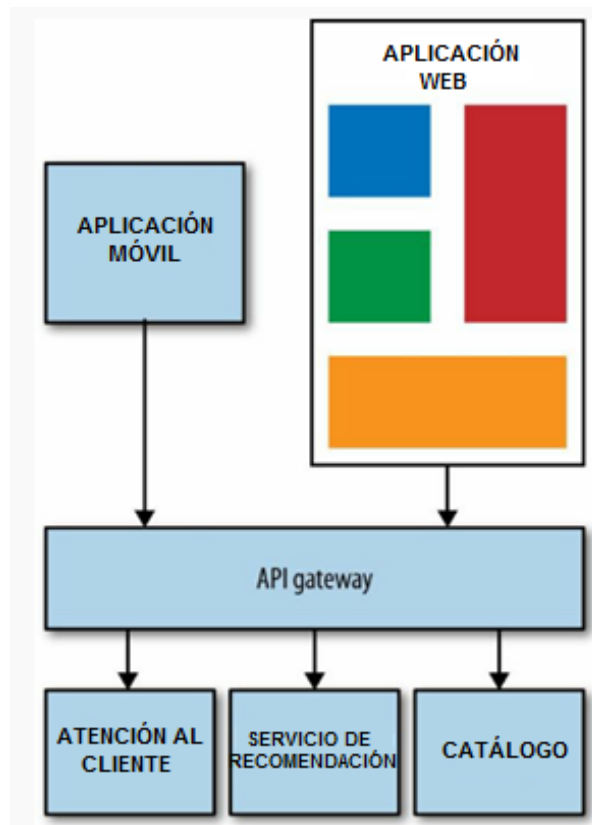 APLICACIÓN
WEB
APLICACIÓN
MÓVIL
API gateway
ATENCIÓN AL
CLIENTE
SERVICIO DE
RECOMENDACIÓN
CATÁLOGO